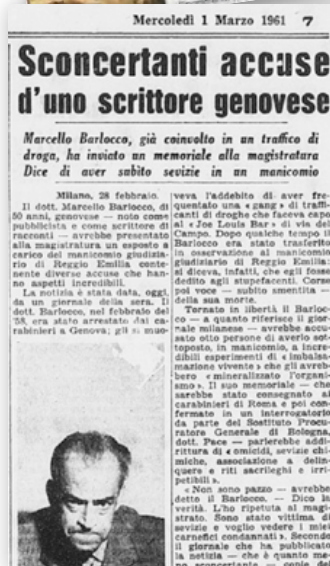 Mercoledì 1 Marzo 1961 7
Sconcertanti accuse
d'uno scrittore genovese
Marcello Barlocco, già coinvolto in un traffico di
droga, ha inviato un memoriale alla magistratura
Dice di aver subito sevizie in un manicomio
Milano, 28 febbraio.
Il dott. Marcello Barlocco, di
50 anni, genovese — noto come
pubblicista e come scrittore di
racconti — avrebbe presentato
alla magistratura un esposto a
carico del manicomio giudizia-
rio di Reggio Emilia conte-
nente diverse accuse che han-
no aspetti incredibili.
La notizia è stata data, oggi,
da un giornale della sera. Il
dott. Barlocco, nel febbraio del
'58, era stato arrestato dai ca-
rabinieri a Genova; gli si muo-
veva l'addebito di aver fre-
quentato una «gang» di traffi-
canti di droghe che faceva capo
al «Joe Louis Bar» di via del
Campo. Dopo qualche tempo il
Barlocco era stato trasferito
in osservazione al manicomio
giudiziario di Reggio Emilia:
si diceva, infatti, che egli fosse
dedito agli stupefacenti. Corse
poi voce — subito smentita —
della sua morte.
Tornato in libertà il Barloc-
co — a quanto riferisce il gior-
nale milanese — avrebbe accu-
sato otto persone di averlo sot-
toposto, in manicomio, a incre-
dibili esperimenti di «imbalsa-
mazione vivente» che gli avreb-
bero «mineralizzato l'organi-
smo». Il suo memoriale — che
sarebbe stato consegnato ai
carabinieri di Roma e poi con-
fermato in un interrogatorio
da parte del Sostituto Procu-
ratore Generale di Bologna,
dott. Pace — parlerebbe addi-
rittura di «omicidi, sevizie chi-
miche, associazione a delin-
quere e riti sacrileghi e irri-
petibili».
«Non sono pazzo — avrebbe
detto il Barlocco. — Dico la
verità. L'ho ripetuta al magi-
strato. Sono stato vittima di
sevizie e voglio vedere i miei
carnefici condannati». Secondo
il giornale che ha pubblicato
la notizia — che è quanto me-
no sconcertante — copie de